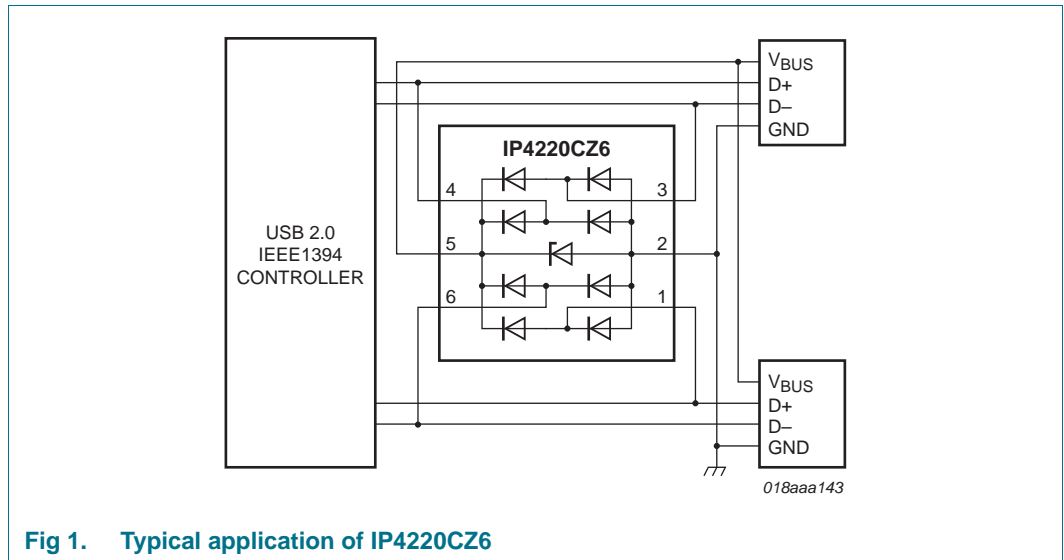 USB 2.0
IEEE1394
CONTROLLER
IP4220CZ6
4
3
5
2
6
1
VBUS
D+
D–
GND
VBUS
D+
D–
GND
018aaa143
Fig 1. Typical application of IP4220CZ6